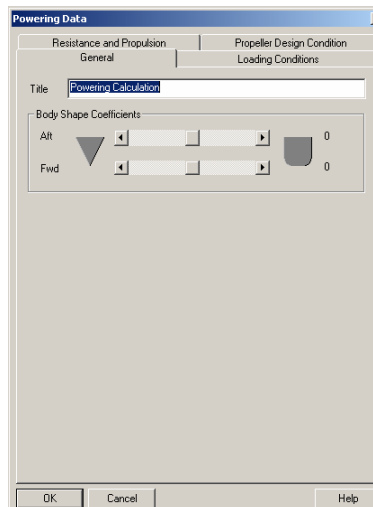 Powering Data
Resistance and Propulsion Propeller Design Condition
General Loading Conditions
Title Powering Calculation
Body Shape Coefficients
Aft 0
Fwd 0
OK Cancel Help